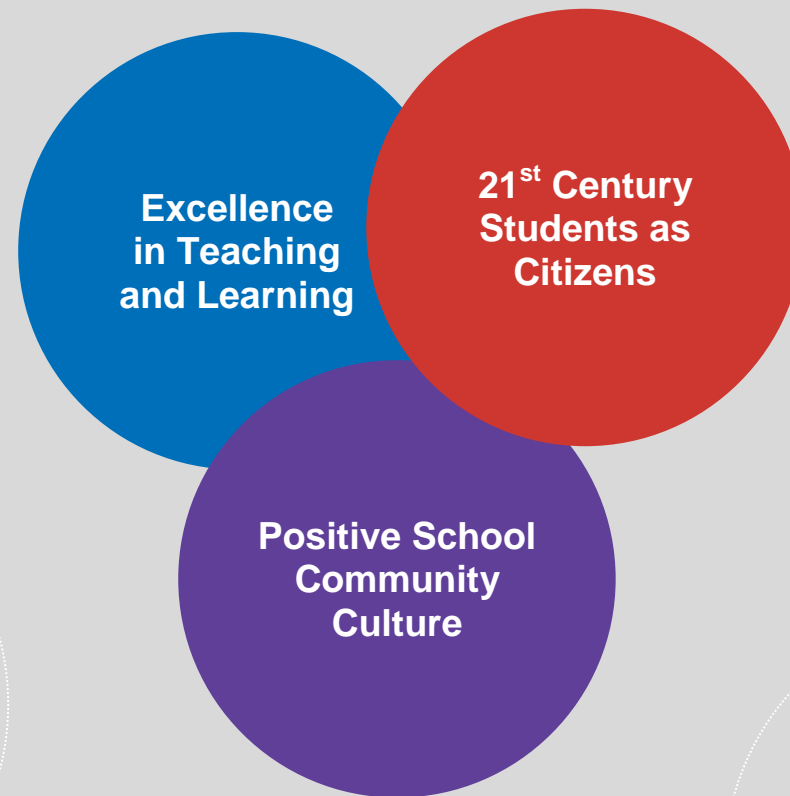 Excellence
in Teaching
and Learning
21st Century
Students as
Citizens
Positive School
Community
Culture